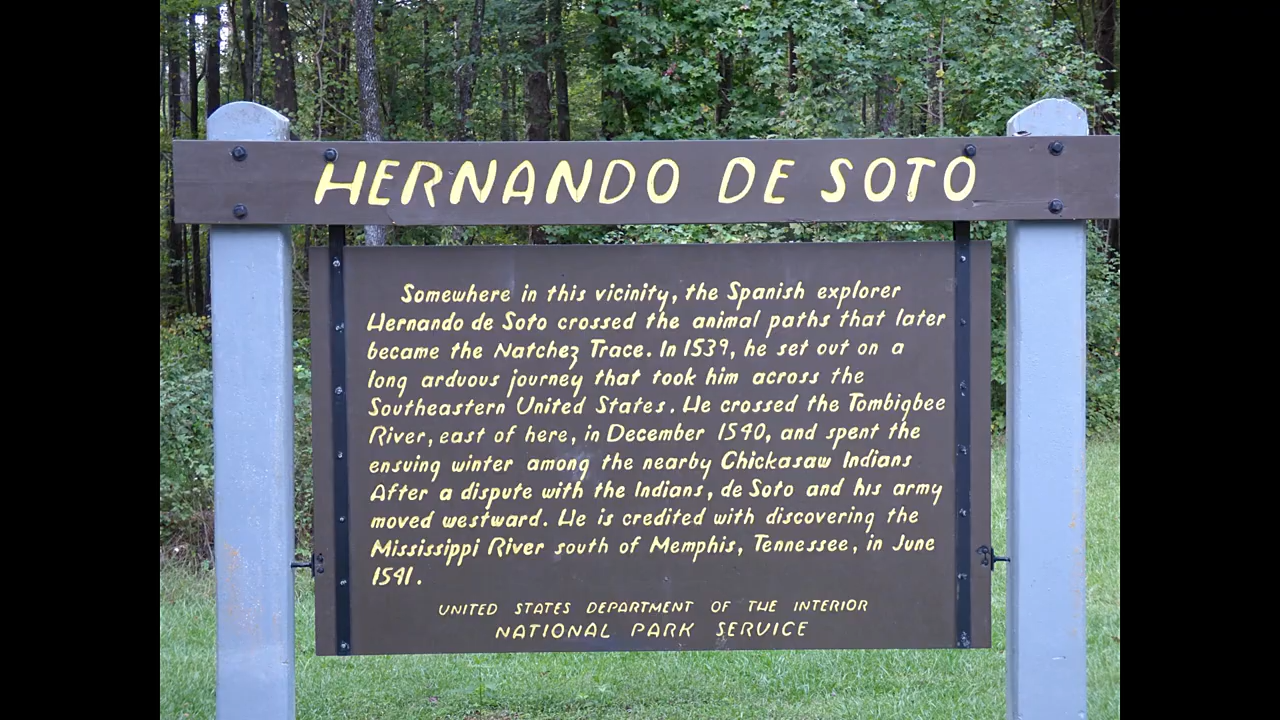 HERNANDO DE SOTO
Somewhere in this vicinity, the Spanish explorer
Hernando de Soto crossed the animal paths that later
became the Natchez Trace. In 1539, he set out on a
long arduous journey that took him across the
Southeastern United States. He crossed the Tombigbee
River, east of here, in December 1540, and spent the
ensuing winter among the nearby Chickasaw Indians
After a dispute with the Indians, de Soto and his army
moved westward. He is credited with discovering the
Mississippi River south of Memphis, Tennessee, in June
1541.
UNITED STATES DEPARTMENT OF THE INTERIOR
NATIONAL PARK SERVICE